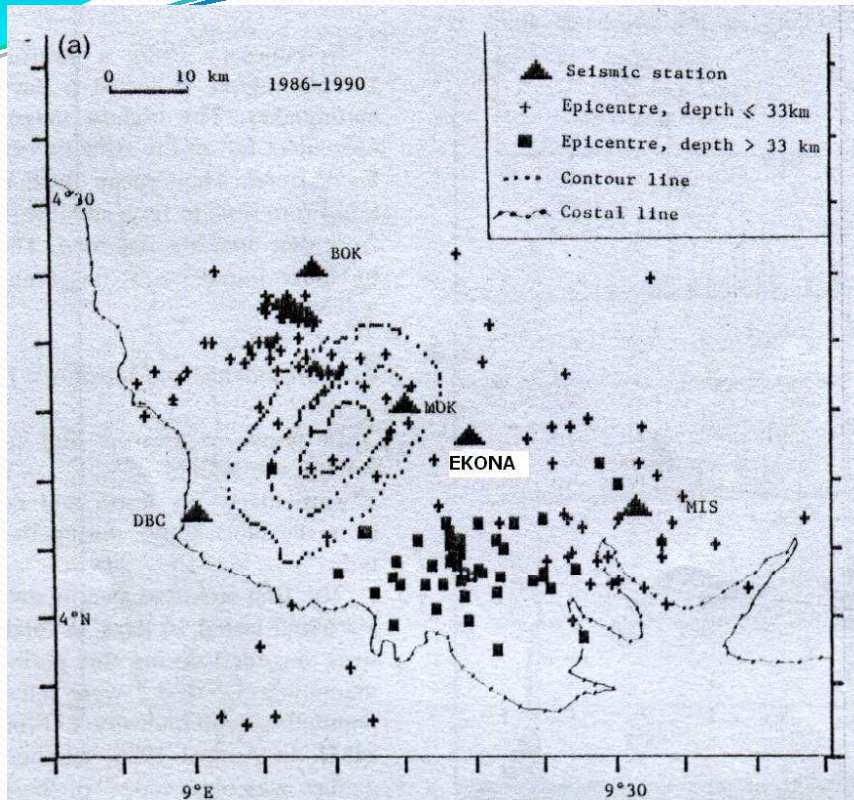 (a)
0 10 km
1986-1990
Seismic station
Epicentre, depth ⩽ 33km
Epicentre, depth > 33 km
Contour line
Costal line
4°30
BOK
MOK
EKONA
DBC
MIS
4°N
9°E
9°30